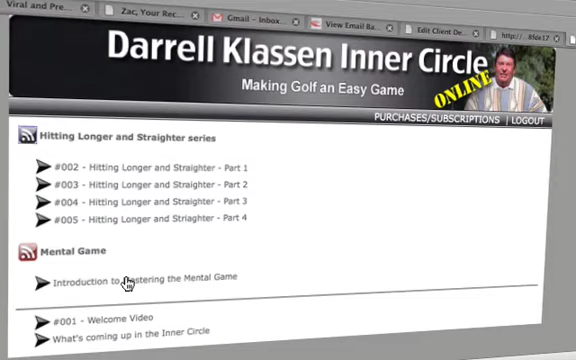 Viral and Pre...
Zac, Your Rec...
Gmail – Inbox...
View Email Ba...
Edit Client De...
http://...#fde17
Darrell Klassen Inner Circle
Making Golf an Easy Game
ONLINE
PURCHASES/SUBSCRIPTIONS | LOGOUT
Hitting Longer and Straighter series
#002 - Hitting Longer and Straighter - Part 1
#003 - Hitting Longer and Straighter - Part 2
#004 - Hitting Longer and Straighter - Part 3
#005 - Hitting Longer and Striaghter - Part 4
Mental Game
Introduction to Mastering the Mental Game
#001 - Welcome Video
What's coming up in the Inner Circle